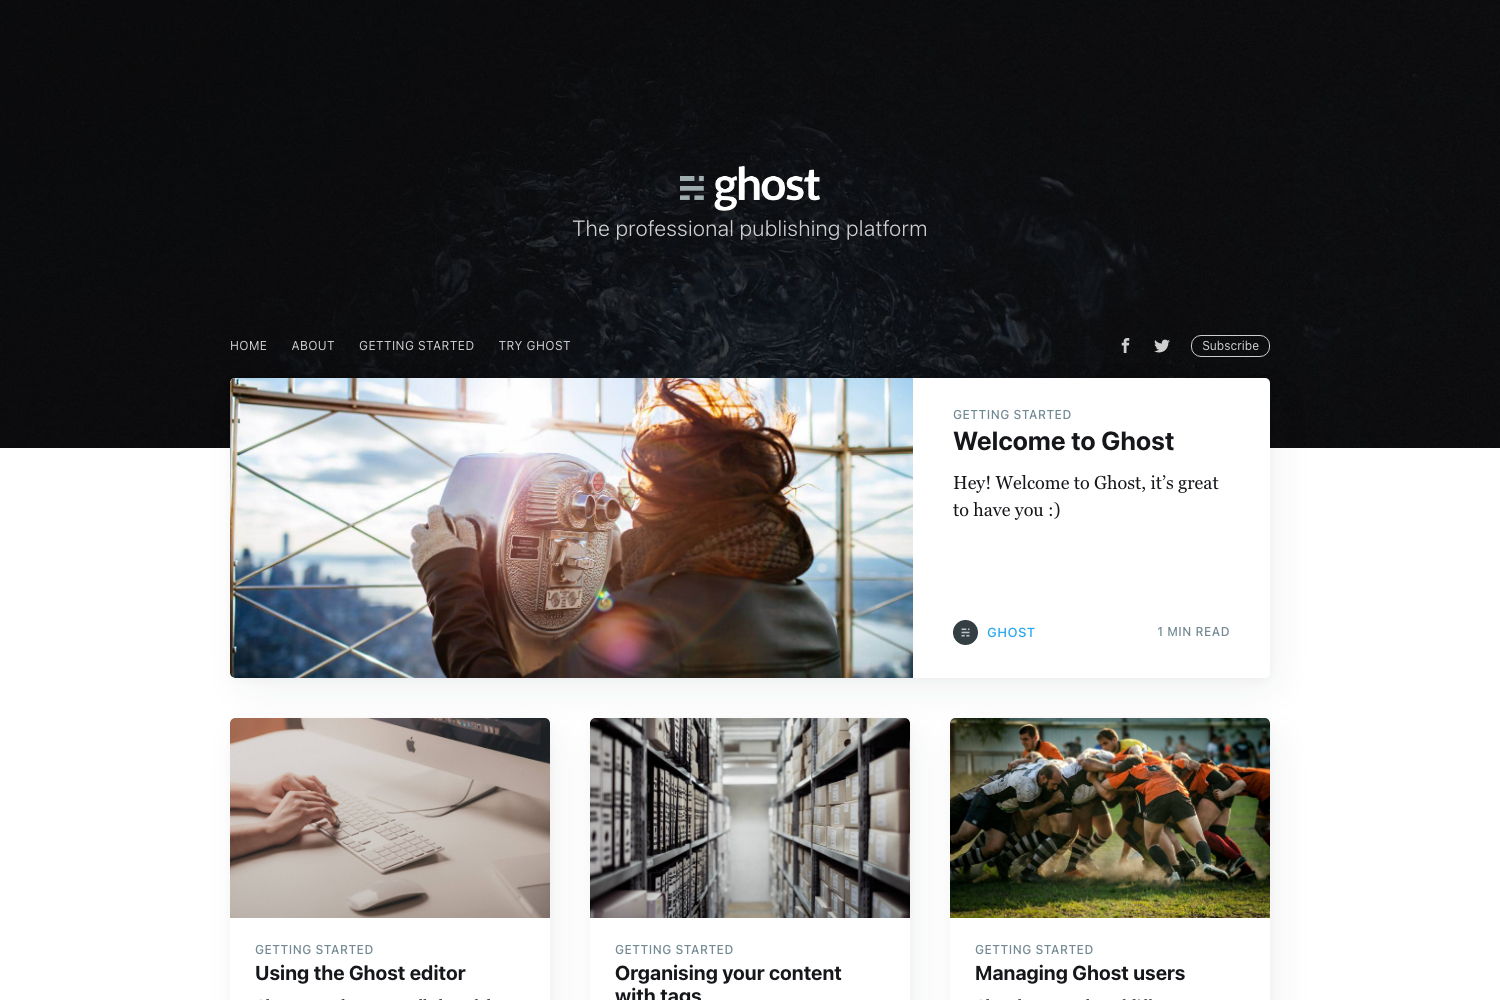 ghost
The professional publishing platform
HOME ABOUT GETTING STARTED TRY GHOST Subscribe
GETTING STARTED
Welcome to Ghost
Hey! Welcome to Ghost, it’s great
to have you :)
GHOST 1 MIN READ
GETTING STARTED
Using the Ghost editor
GETTING STARTED
Organising your content
with tags
GETTING STARTED
Managing Ghost users